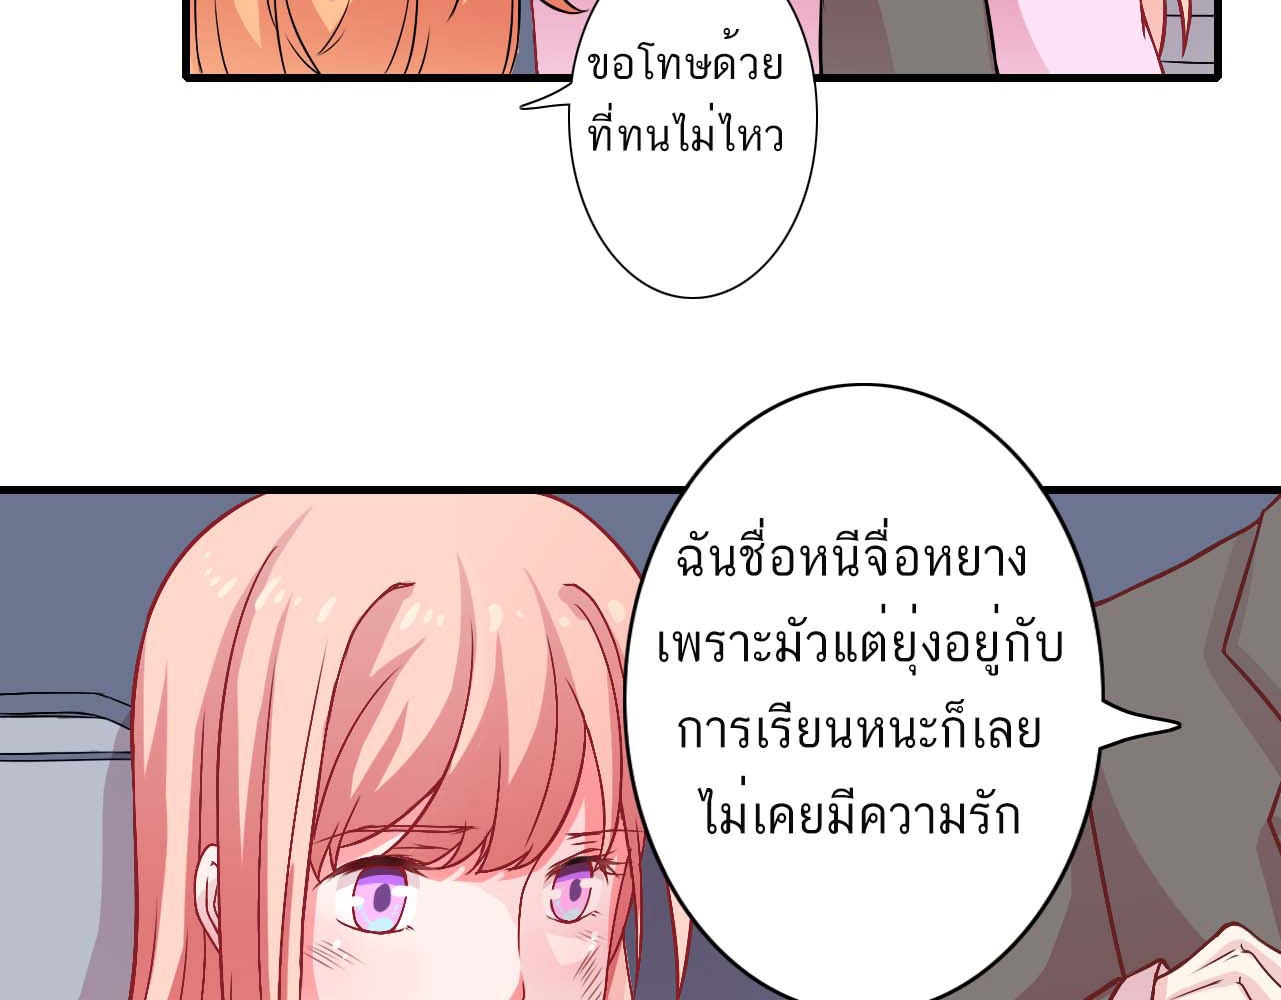 ขอโทษด้วย
ที่ทนไม่ไหว
ฉันชื่อหนีจื่อหยาง
เพราะมัวแต่ยุ่งอยู่กับ
การเรียนหนะก็เลย
ไม่เคยมีความรัก